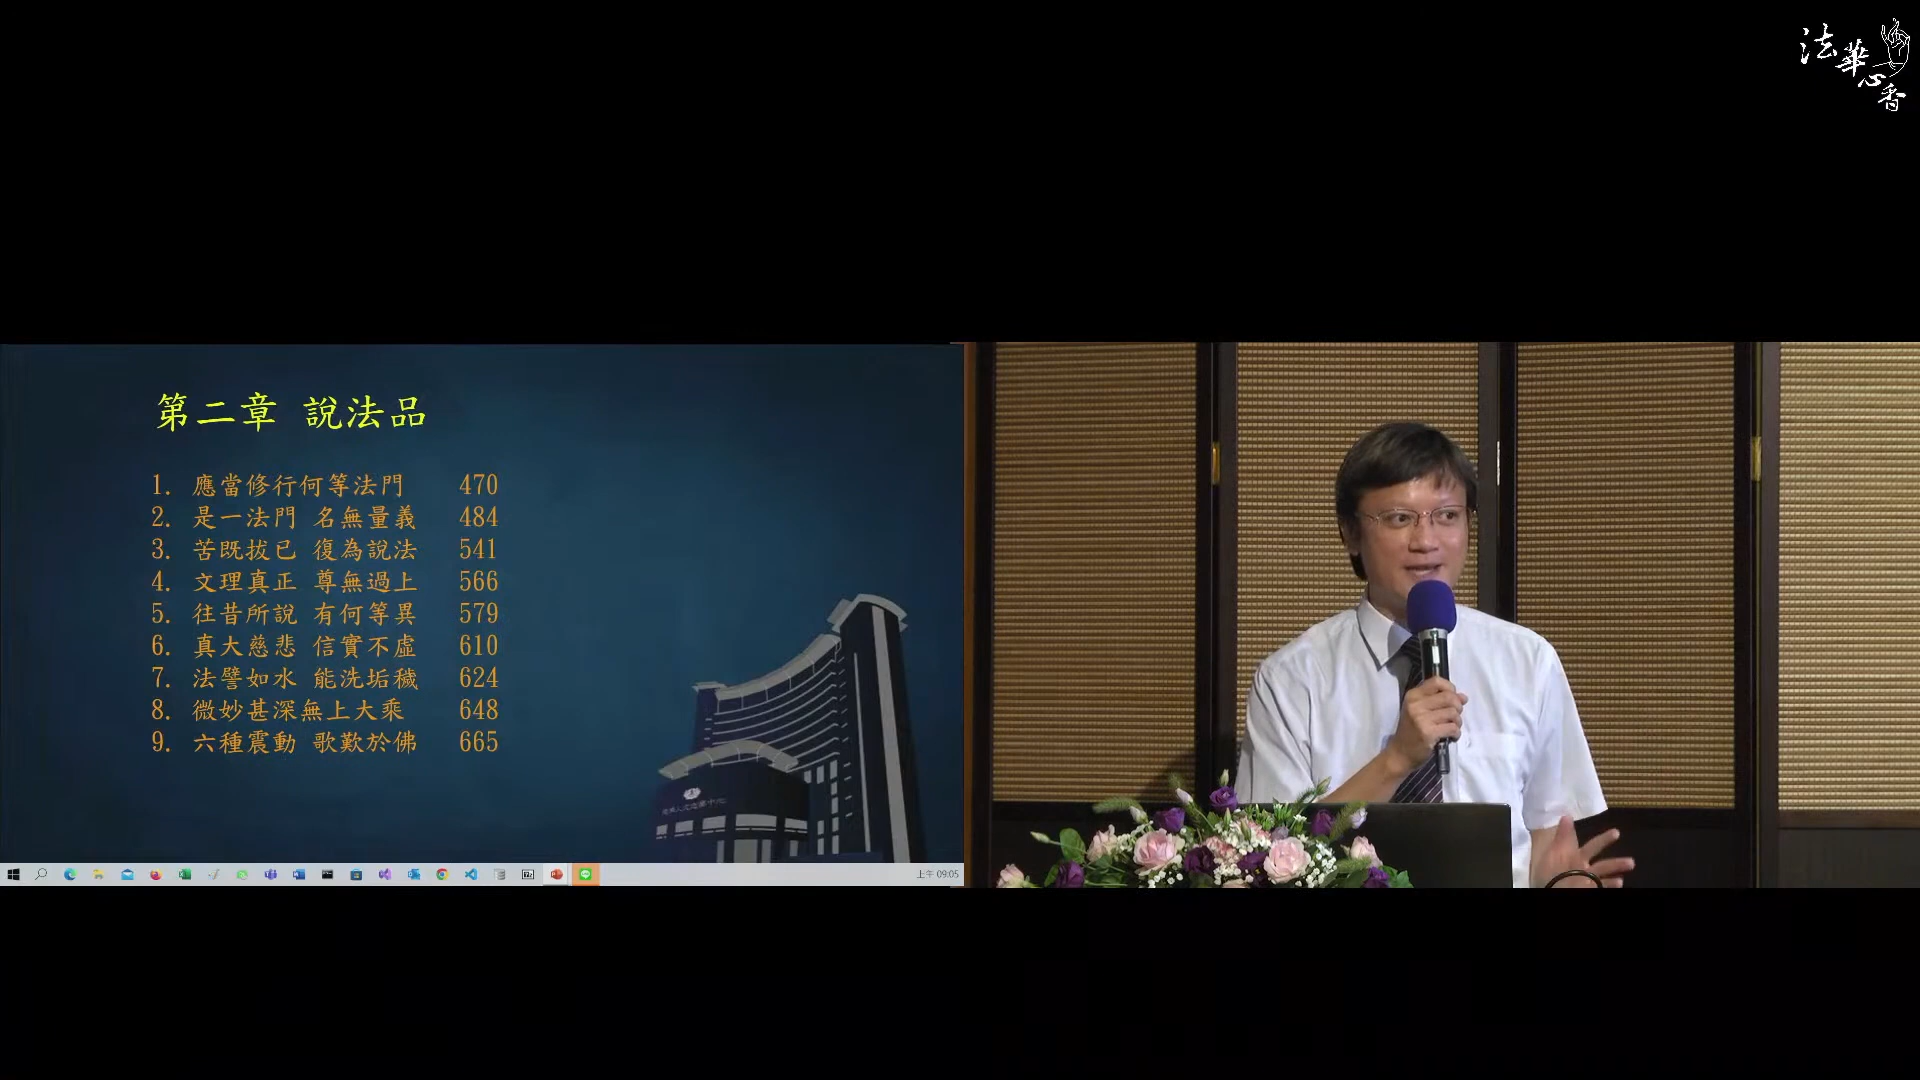 法華心香
第二章 說法品
1. 應當修行何等法門 470
2. 是一法門 名無量義 484
3. 苦既拔已 復為說法 541
4. 文理真正 尊無過上 566
5. 往昔所說 有何等異 579
6. 真大慈悲 信實不虛 610
7. 法譬如水 能洗垢穢 624
8. 微妙甚深無上大乘 648
9. 六種震動 歌歎於佛 665
上午 09:05